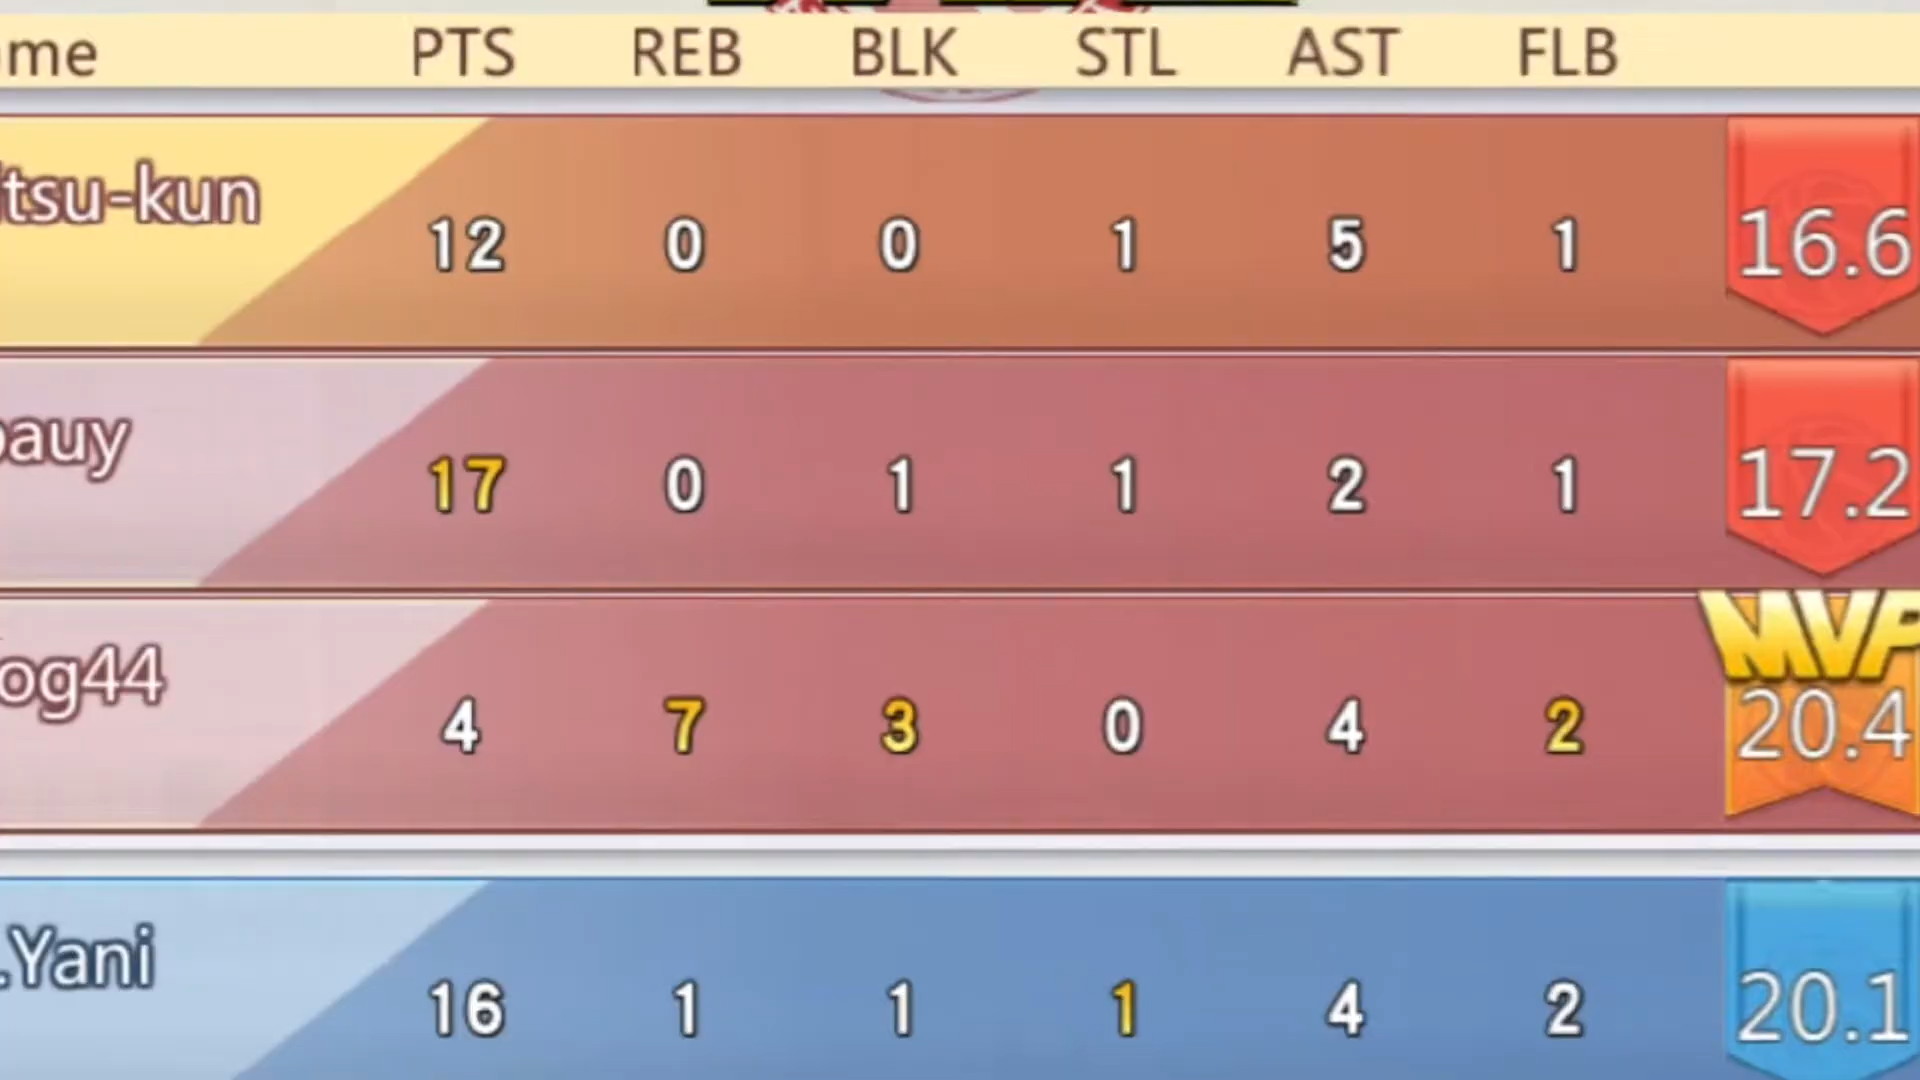 me PTS REB BLK STL AST FLB
tsu-kun 12 0 0 1 5 1 16.6
bauy 17 0 1 1 2 1 17.2
og44 4 7 3 0 4 2 MVP 20.4
.Yani 16 1 1 1 4 2 20.1